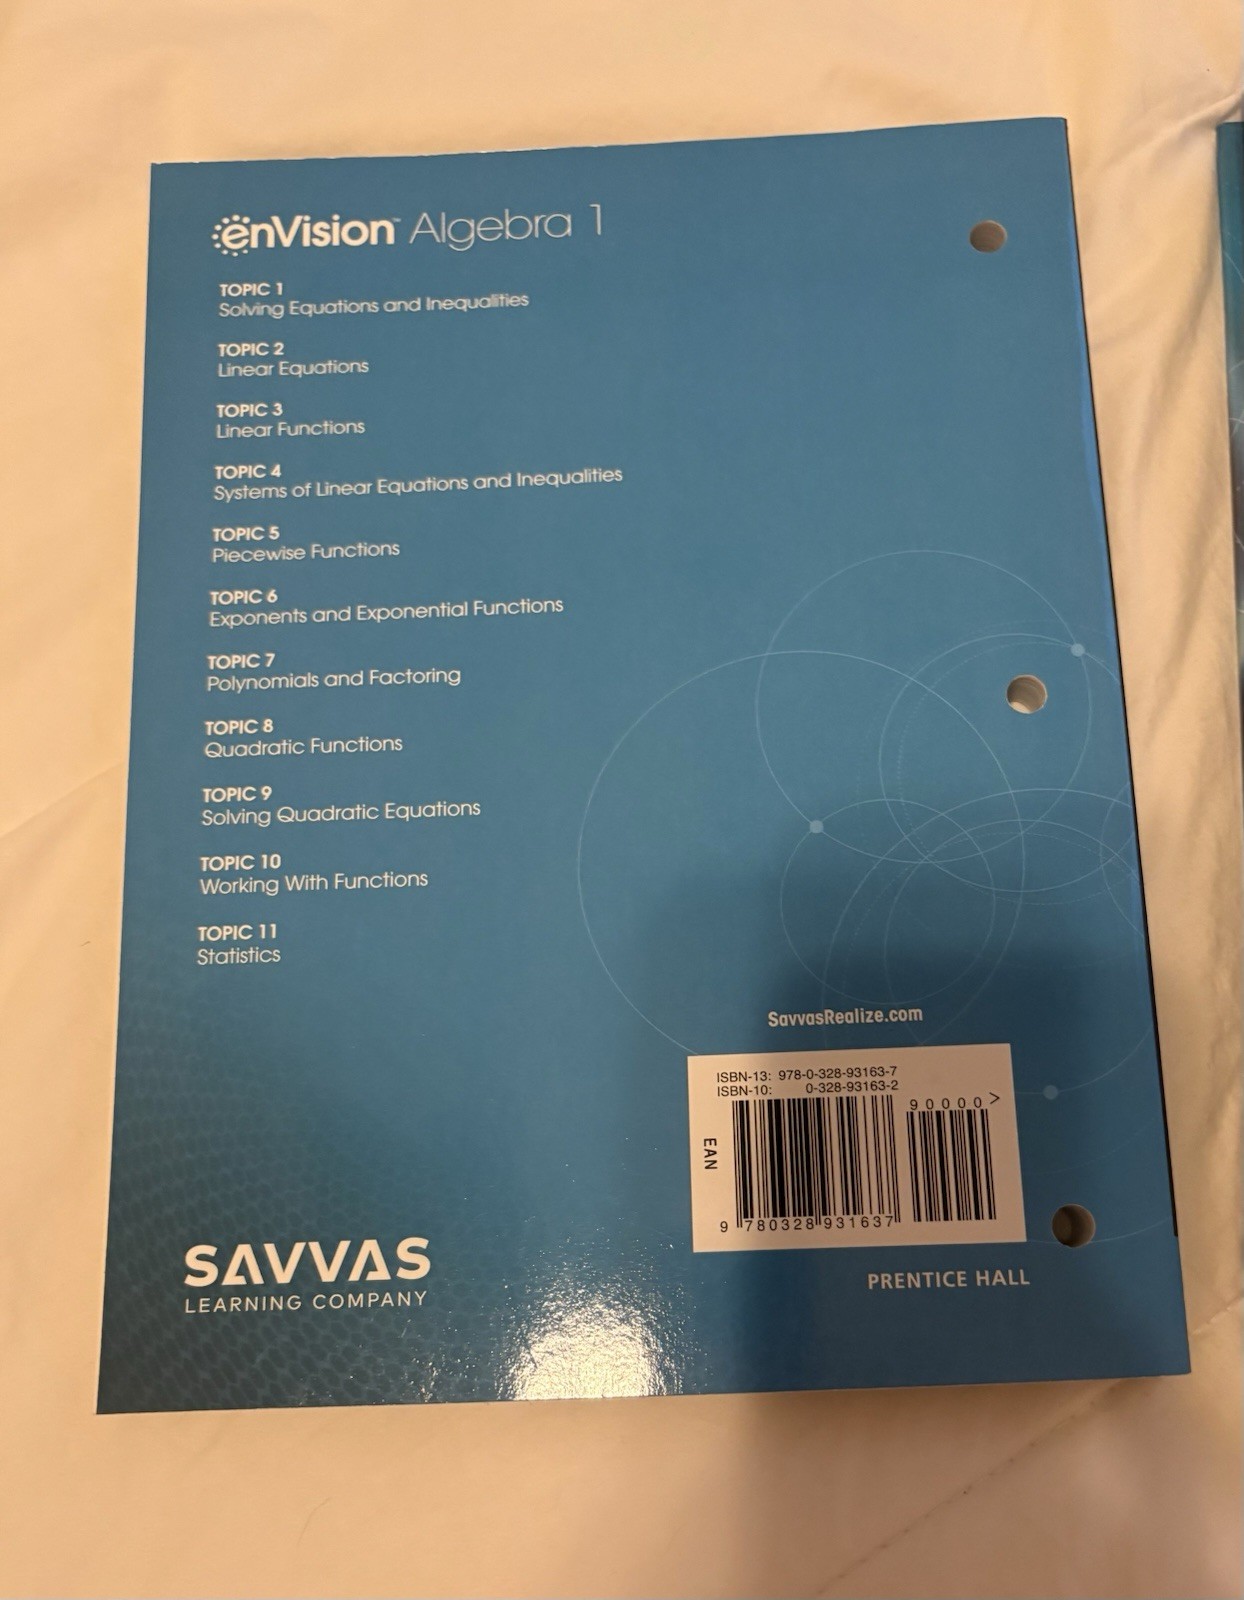 enVision™ Algebra 1
TOPIC 1
Solving Equations and Inequalities
TOPIC 2
Linear Equations
TOPIC 3
Linear Functions
TOPIC 4
Systems of Linear Equations and Inequalities
TOPIC 5
Piecewise Functions
TOPIC 6
Exponents and Exponential Functions
TOPIC 7
Polynomials and Factoring
TOPIC 8
Quadratic Functions
TOPIC 9
Solving Quadratic Equations
TOPIC 10
Working With Functions
TOPIC 11
Statistics
SavvasRealize.com
ISBN-13: 978-0-328-93163-7
ISBN-10: 0-328-93163-2
90000>
EAN
9 780328 931637
SAVVAS
LEARNING COMPANY
PRENTICE HALL